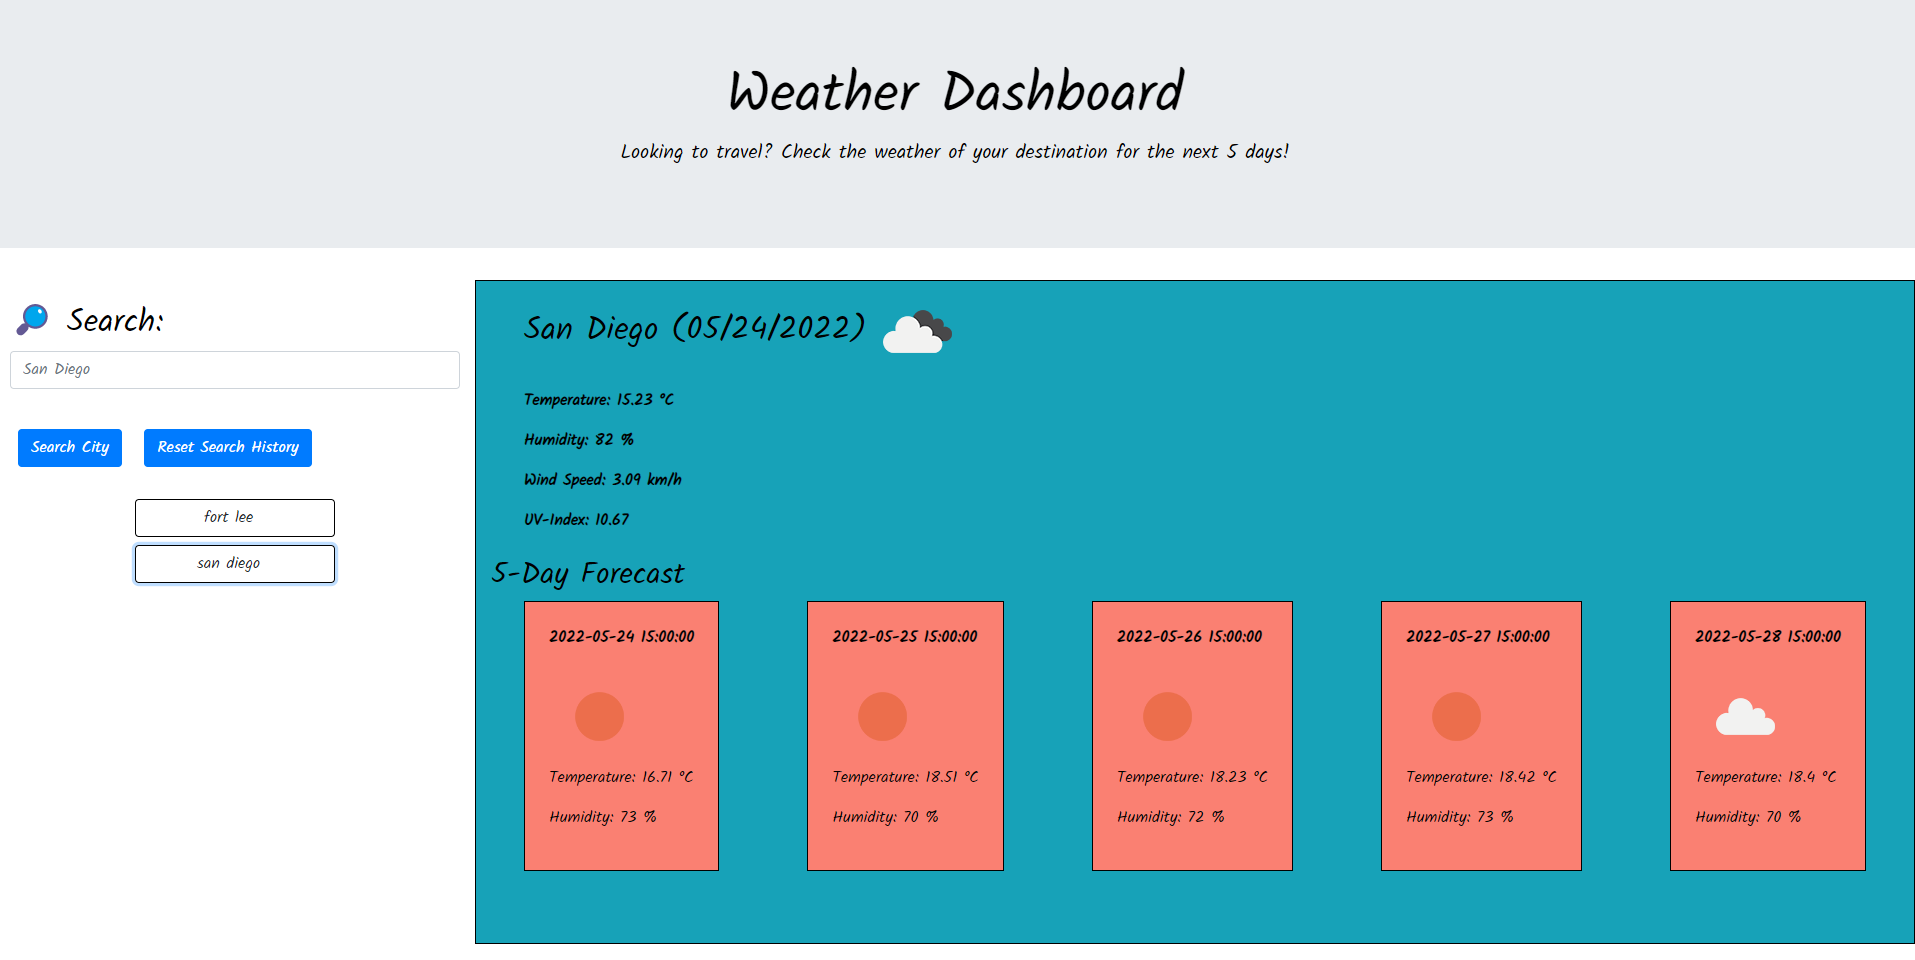 Weather Dashboard
Looking to travel? Check the weather of your destination for the next 5 days!
Search:
San Diego
Search City
Reset Search History
fort lee
san diego
San Diego (05/24/2022)
Temperature: 15.23 °C
Humidity: 82 %
Wind Speed: 3.09 km/h
UV-Index: 10.67
5-Day Forecast
2022-05-24 15:00:00
Temperature: 16.71 °C
Humidity: 73 %
2022-05-25 15:00:00
Temperature: 18.51 °C
Humidity: 70 %
2022-05-26 15:00:00
Temperature: 18.23 °C
Humidity: 72 %
2022-05-27 15:00:00
Temperature: 18.42 °C
Humidity: 73 %
2022-05-28 15:00:00
Temperature: 18.4 °C
Humidity: 70 %